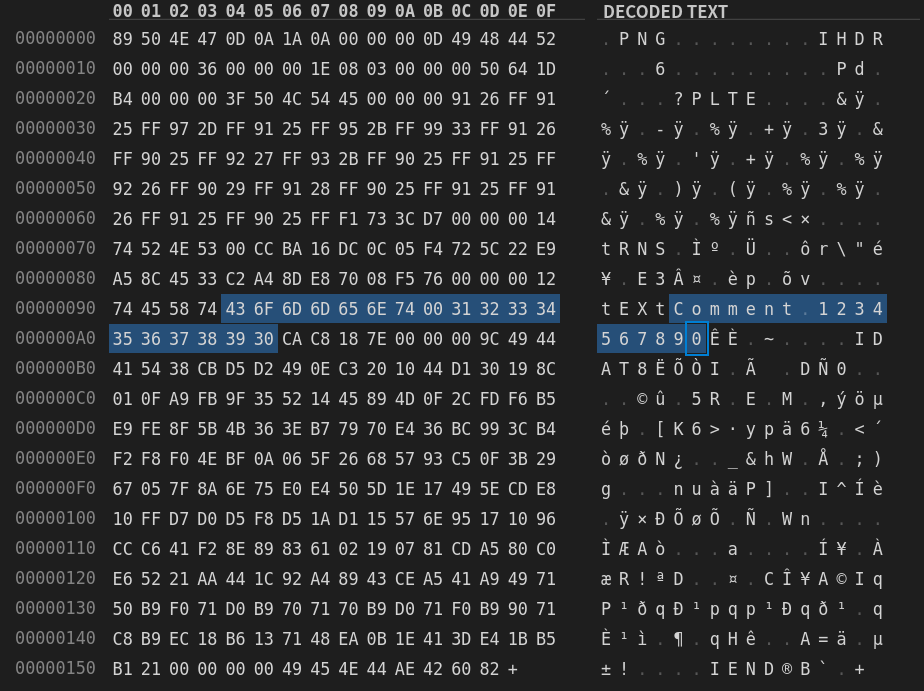 00 01 02 03 04 05 06 07 08 09 0A 0B 0C 0D 0E 0F DECODED TEXT
00000000 89 50 4E 47 0D 0A 1A 0A 00 00 00 0D 49 48 44 52 . P N G . . . . . . . . I H D R
00000010 00 00 00 36 00 00 00 1E 08 03 00 00 00 50 64 1D . . . 6 . . . . . . . . . P d .
00000020 B4 00 00 00 3F 50 4C 54 45 00 00 00 91 26 FF 91 ´ . . . ? P L T E . . . . & ÿ .
00000030 25 FF 97 2D FF 91 25 FF 95 2B FF 99 33 FF 91 26 % ÿ . - ÿ . % ÿ . + ÿ . 3 ÿ . &
00000040 FF 90 25 FF 92 27 FF 93 2B FF 90 25 FF 91 25 FF ÿ . % ÿ . ' ÿ . + ÿ . % ÿ . % ÿ
00000050 92 26 FF 90 29 FF 91 28 FF 90 25 FF 91 25 FF 91 . & ÿ . ) ÿ . ( ÿ . % ÿ . % ÿ .
00000060 26 FF 91 25 FF 90 25 FF F1 73 3C D7 00 00 00 14 & ÿ . % ÿ . % ÿ ñ s < × . . . .
00000070 74 52 4E 53 00 CC BA 16 DC 0C 05 F4 72 5C 22 E9 t R N S . Ì º . Ü . . ô r \ " é
00000080 A5 8C 45 33 C2 A4 8D E8 70 08 F5 76 00 00 00 12 ¥ . E 3 Â ¤ . è p . õ v . . . .
00000090 74 45 58 74 43 6F 6D 6D 65 6E 74 00 31 32 33 34 t E X t C o m m e n t . 1 2 3 4
000000A0 35 36 37 38 39 30 CA C8 18 7E 00 00 00 9C 49 44 5 6 7 8 9 0 Ê È . ~ . . . . I D
000000B0 41 54 38 CB D5 D2 49 0E C3 20 10 44 D1 30 19 8C A T 8 Ë Õ Ò I . Ã   . D Ñ 0 . .
000000C0 01 0F A9 FB 9F 35 52 14 45 89 4D 0F 2C FD F6 B5 . . © û . 5 R . E . M . , ý ö µ
000000D0 E9 FE 8F 5B 4B 36 3E B7 79 70 E4 36 BC 99 3C B4 é þ . [ K 6 > · y p ä 6 ¼ . < ´
000000E0 F2 F8 F0 4E BF 0A 06 5F 26 68 57 93 C5 0F 3B 29 ò ø ð N ¿ . . _ & h W . Å . ; )
000000F0 67 05 7F 8A 6E 75 E0 E4 50 5D 1E 17 49 5E CD E8 g . . . n u à ä P ] . . I ^ Í è
00000100 10 FF D7 D0 D5 F8 D5 1A D1 15 57 6E 95 17 10 96 . ÿ × Ð Õ ø Õ . Ñ . W n . . . .
00000110 CC C6 41 F2 8E 89 83 61 02 19 07 81 CD A5 80 C0 Ì Æ A ò . . . a . . . . Í ¥ . À
00000120 E6 52 21 AA 44 1C 92 A4 89 43 CE A5 41 A9 49 71 æ R ! ª D . . ¤ . C Î ¥ A © I q
00000130 50 B9 F0 71 D0 B9 70 71 70 B9 D0 71 F0 B9 90 71 P ¹ ð q Ð ¹ p q p ¹ Ð q ð ¹ . q
00000140 C8 B9 EC 18 B6 13 71 48 EA 0B 1E 41 3D E4 1B B5 È ¹ ì . ¶ . q H ê . . A = ä . µ
00000150 B1 21 00 00 00 00 49 45 4E 44 AE 42 60 82 + ± ! . . . . I E N D ® B ` . +